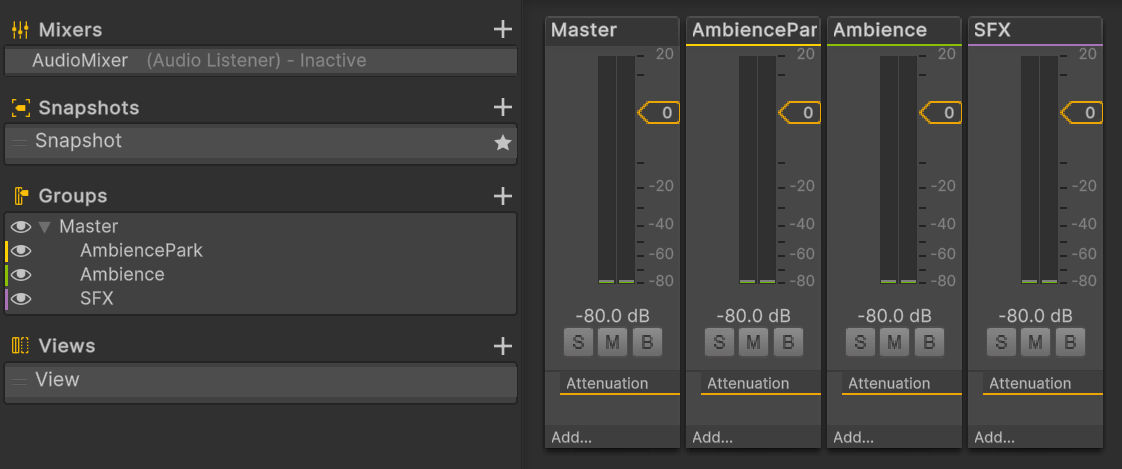 Mixers
AudioMixer (Audio Listener) - Inactive
Snapshots
Snapshot
Groups
Master
AmbiencePark
Ambience
SFX
Views
View
Master
20
0
-20
-40
-60
-80
-80.0 dB
S M B
Attenuation
Add...
AmbiencePar
20
0
-20
-40
-60
-80
-80.0 dB
S M B
Attenuation
Add...
Ambience
20
0
-20
-40
-60
-80
-80.0 dB
S M B
Attenuation
Add...
SFX
20
0
-20
-40
-60
-80
-80.0 dB
S M B
Attenuation
Add...